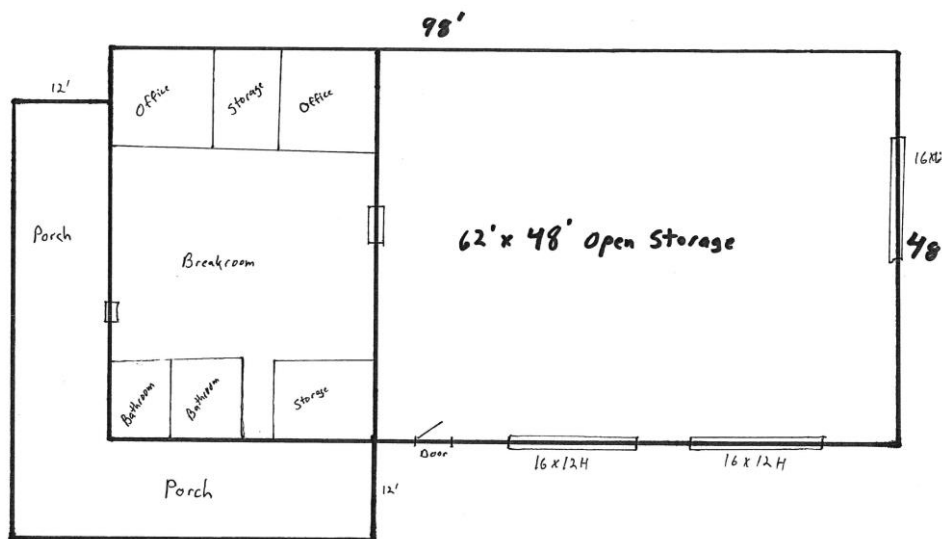 98'
12'
Office
Storage
Office
16x12
Porch
62' x 48' Open Storage
48
Breakroom
Bathroom
Bathroom
Storage
Door
16 x 12H
16 x 12H
Porch
12'